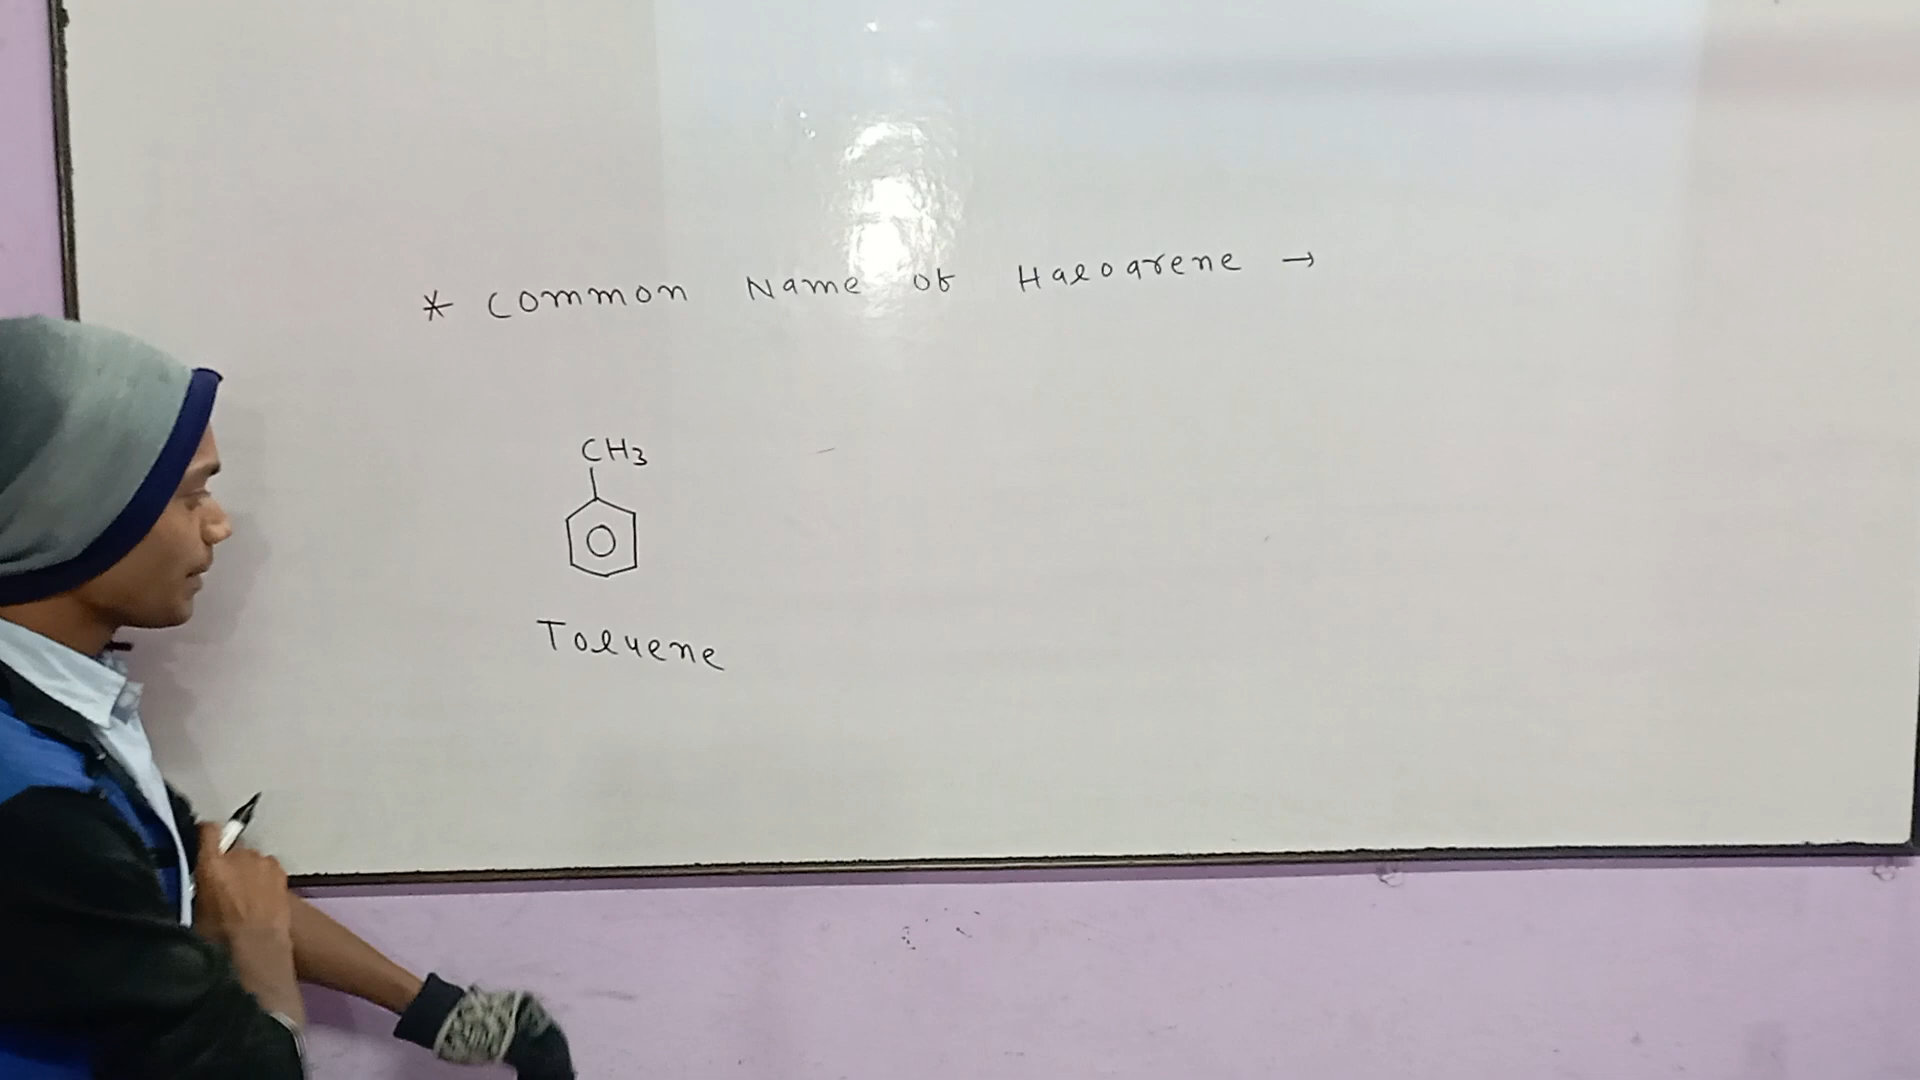 * Common Name of Haloarene →
CH3
Toluene